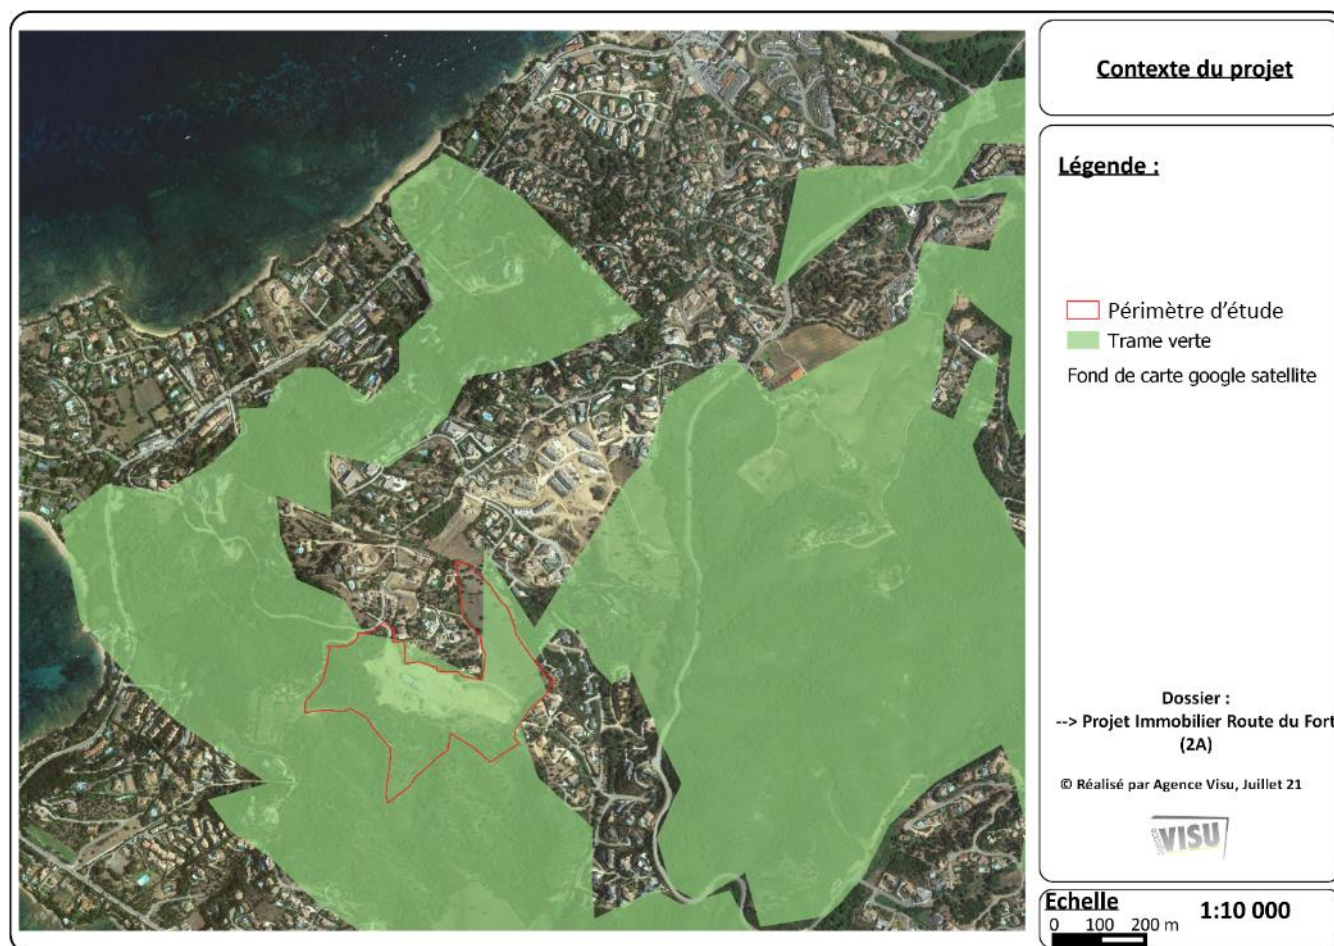 Contexte du projet
Légende :
Périmètre d'étude
Trame verte
Fond de carte google satellite
Dossier :
--> Projet Immobilier Route du Fort
(2A)
© Réalisé par Agence Visu, Juillet 21
agence VISU
Echelle
1:10 000
0 100 200 m